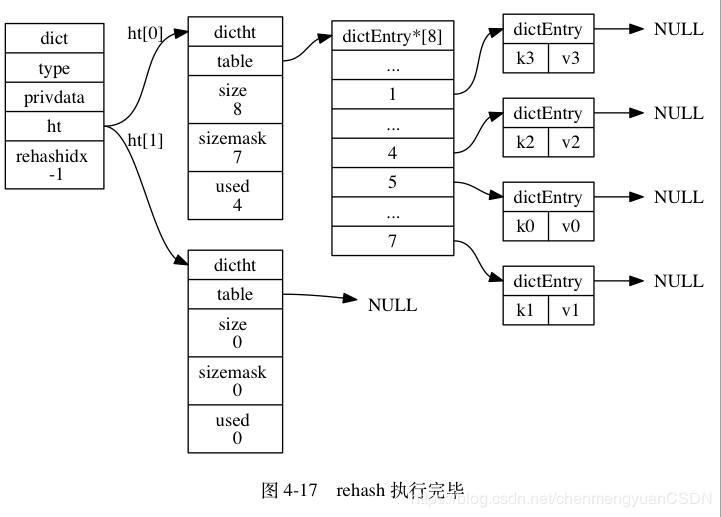 dict
type
privdata
ht
rehashidx
-1
ht[0]
ht[1]
dictht
table
size
8
sizemask
7
used
4
dictht
table
size
0
sizemask
0
used
0
NULL
dictEntry*[8]
...
1
...
4
5
...
7
dictEntry
k3 v3
NULL
dictEntry
k2 v2
NULL
dictEntry
k0 v0
NULL
dictEntry
k1 v1
NULL
图 4-17 rehash 执行完毕
https://blog.csdn.net/chenmengyuanCSDN